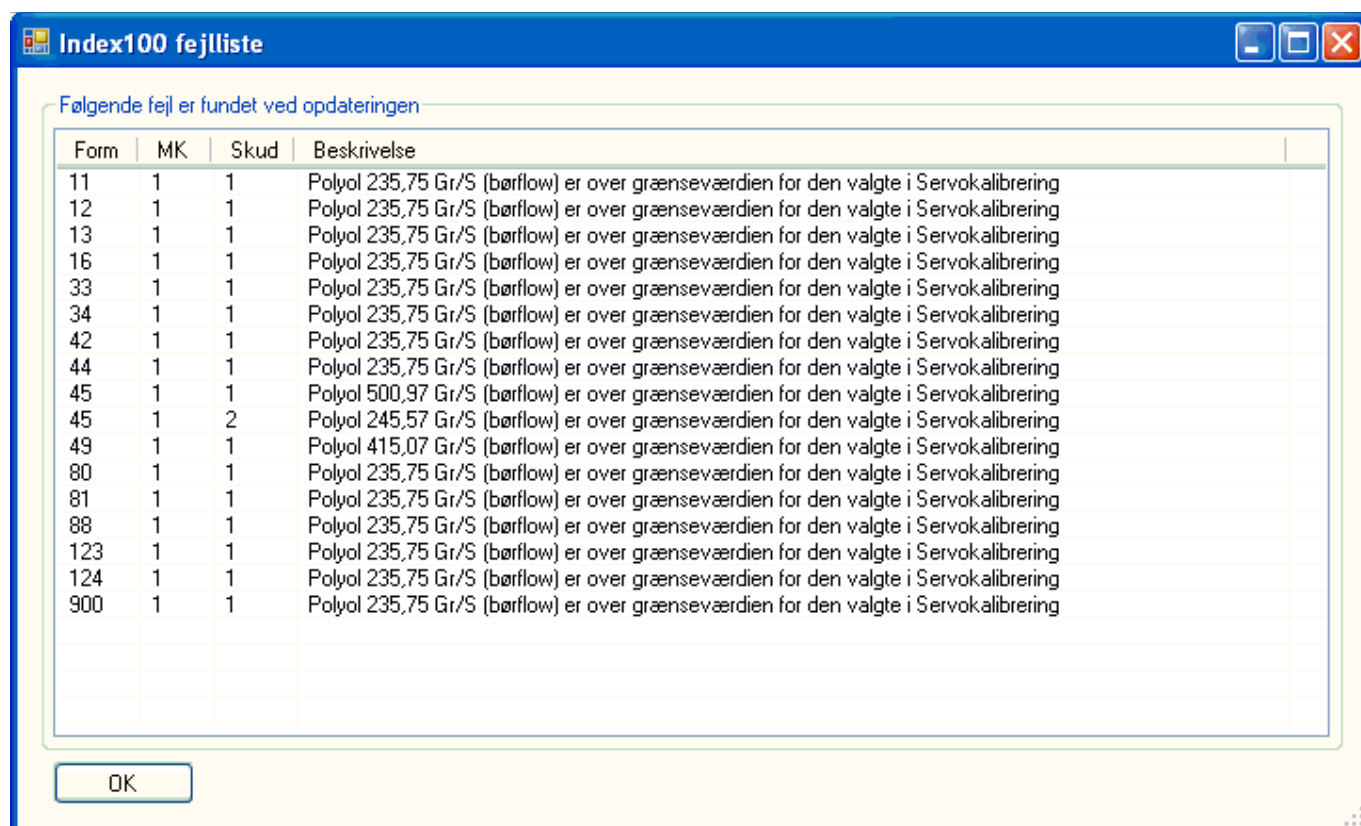 Index100 fejlliste
Følgende fejl er fundet ved opdateringen
Form MK Skud Beskrivelse
11 1 1 Polyol 235,75 Gr/S (børflow) er over grænseværdien for den valgte i Servokalibrering
12 1 1 Polyol 235,75 Gr/S (børflow) er over grænseværdien for den valgte i Servokalibrering
13 1 1 Polyol 235,75 Gr/S (børflow) er over grænseværdien for den valgte i Servokalibrering
16 1 1 Polyol 235,75 Gr/S (børflow) er over grænseværdien for den valgte i Servokalibrering
33 1 1 Polyol 235,75 Gr/S (børflow) er over grænseværdien for den valgte i Servokalibrering
34 1 1 Polyol 235,75 Gr/S (børflow) er over grænseværdien for den valgte i Servokalibrering
42 1 1 Polyol 235,75 Gr/S (børflow) er over grænseværdien for den valgte i Servokalibrering
44 1 1 Polyol 235,75 Gr/S (børflow) er over grænseværdien for den valgte i Servokalibrering
45 1 1 Polyol 500,97 Gr/S (børflow) er over grænseværdien for den valgte i Servokalibrering
45 1 2 Polyol 245,57 Gr/S (børflow) er over grænseværdien for den valgte i Servokalibrering
49 1 1 Polyol 415,07 Gr/S (børflow) er over grænseværdien for den valgte i Servokalibrering
80 1 1 Polyol 235,75 Gr/S (børflow) er over grænseværdien for den valgte i Servokalibrering
81 1 1 Polyol 235,75 Gr/S (børflow) er over grænseværdien for den valgte i Servokalibrering
88 1 1 Polyol 235,75 Gr/S (børflow) er over grænseværdien for den valgte i Servokalibrering
123 1 1 Polyol 235,75 Gr/S (børflow) er over grænseværdien for den valgte i Servokalibrering
124 1 1 Polyol 235,75 Gr/S (børflow) er over grænseværdien for den valgte i Servokalibrering
900 1 1 Polyol 235,75 Gr/S (børflow) er over grænseværdien for den valgte i Servokalibrering
OK